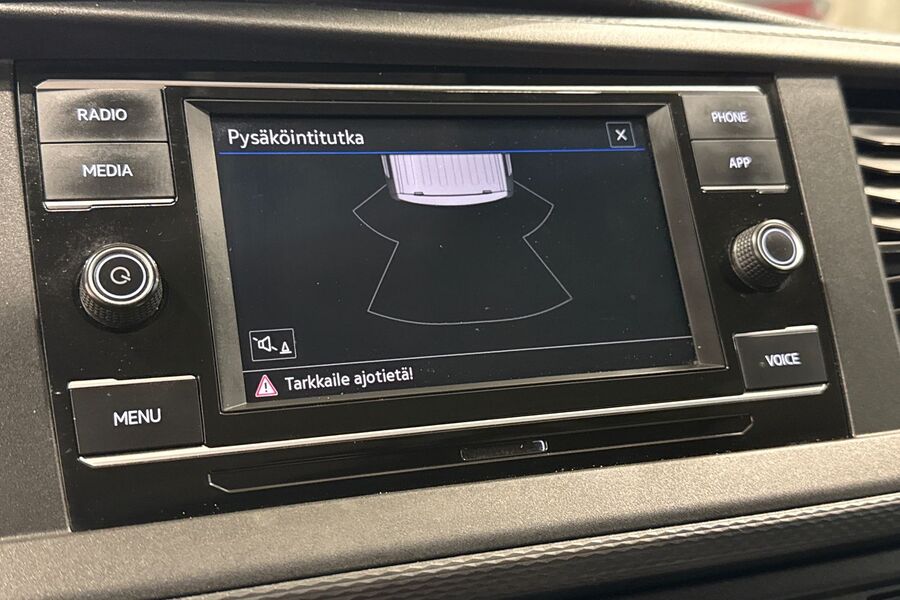 RADIO
MEDIA
MENU
Pysäköintitutka
Tarkkaile ajotietä!
PHONE
APP
VOICE